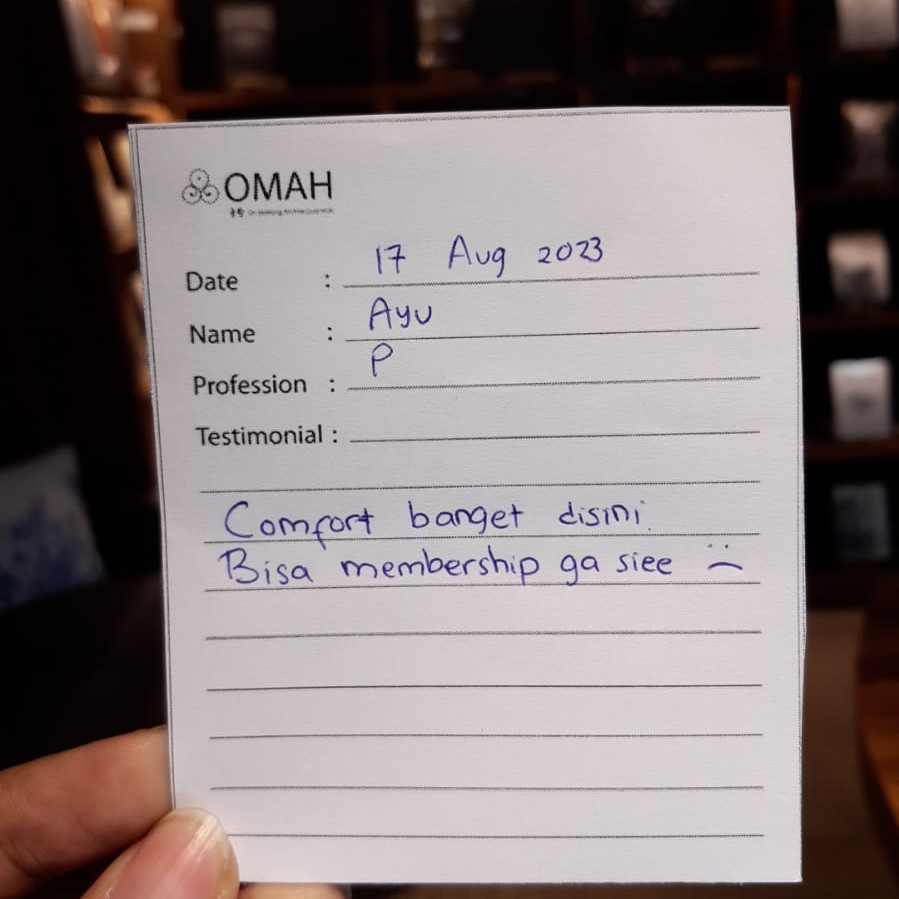 OMAH
Date : 17 Aug 2023
Name : Ayu
Profession : P
Testimonial :
Comfort banget disini
Bisa membership ga siee :(